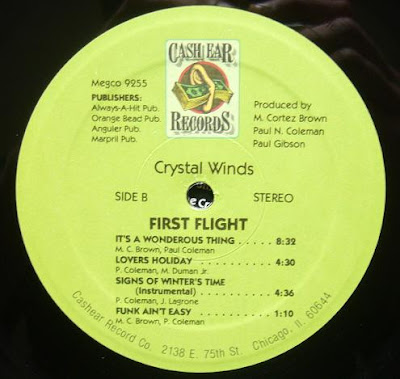 CASH EAR
RECORDS
Megco 9255
PUBLISHERS:
Always-A-Hit Pub.
Orange Bead Pub.
Anguler Pub.
Marpril Pub.
Produced by
M. Cortez Brown
Paul N. Coleman
Paul Gibson
Crystal Winds
SIDE B
STEREO
FIRST FLIGHT
IT'S A WONDEROUS THING ..... 8:32
M. C. Brown, Paul Coleman
LOVERS HOLIDAY .......... 4:30
P. Coleman, M. Duman Jr.
SIGNS OF WINTER'S TIME
(Instrumental) .......... 4:36
P. Coleman, J. Lagrone
FUNK AIN'T EASY .......... 1:10
M. C. Brown, P. Coleman
Cashear Record Co. 2138 E. 75th St. Chicago, Il. 60644